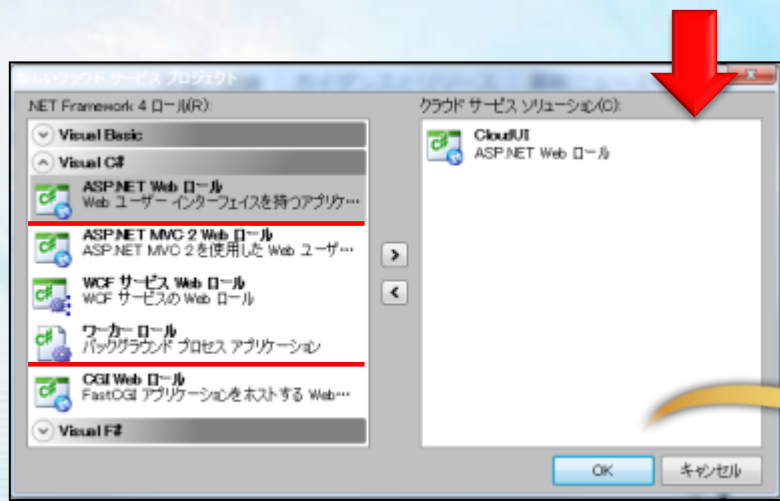 新しいクラウド サービス プロジェクト
.NET Framework 4 ロール(R):
Visual Basic
Visual C#
ASP.NET Web ロール
Web ユーザー インターフェイスを持つアプリケ…
ASP.NET MVC 2 Web ロール
ASP.NET MVC 2 を使用した Web ユーザ…
WCF サービス Web ロール
WCF サービスの Web ロール
ワーカー ロール
バックグラウンド プロセス アプリケーション
CGI Web ロール
FastCGI アプリケーションをホストする Web…
Visual F#
クラウド サービス ソリューション(C):
CloudUI
ASP.NET Web ロール
OK
キャンセル